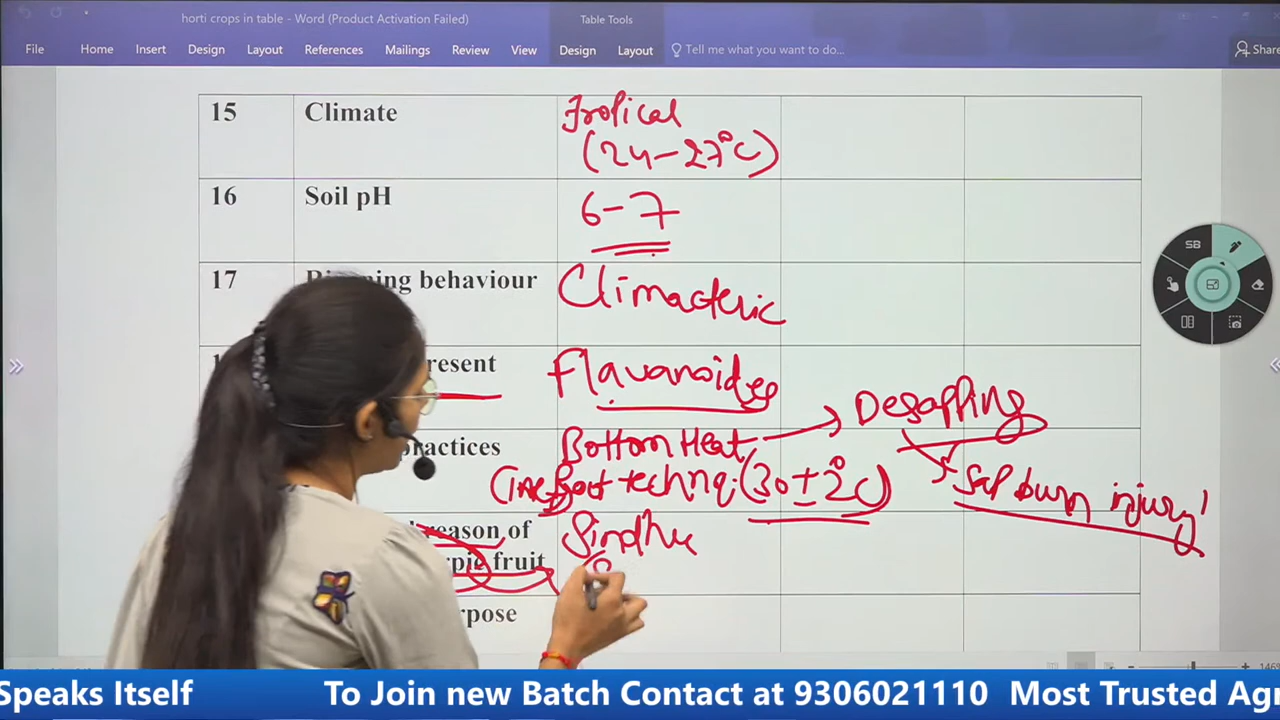 horti crops in table - Word (Product Activation Failed)
Table Tools
File Home Insert Design Layout References Mailings Review View Design Layout Tell me what you want to do... Share
15 Climate Tropical
(24-27°C)
16 Soil pH 6-7
SB
17 behaviour Climacteric
resent Flavanoides
Desapping
practices Bottom Heat
techniq. (30±2°C)
Sap burn injury
reason of Sindhu
fruit
rpose
146%
Speaks Itself To Join new Batch Contact at 9306021110 Most Trusted Agr